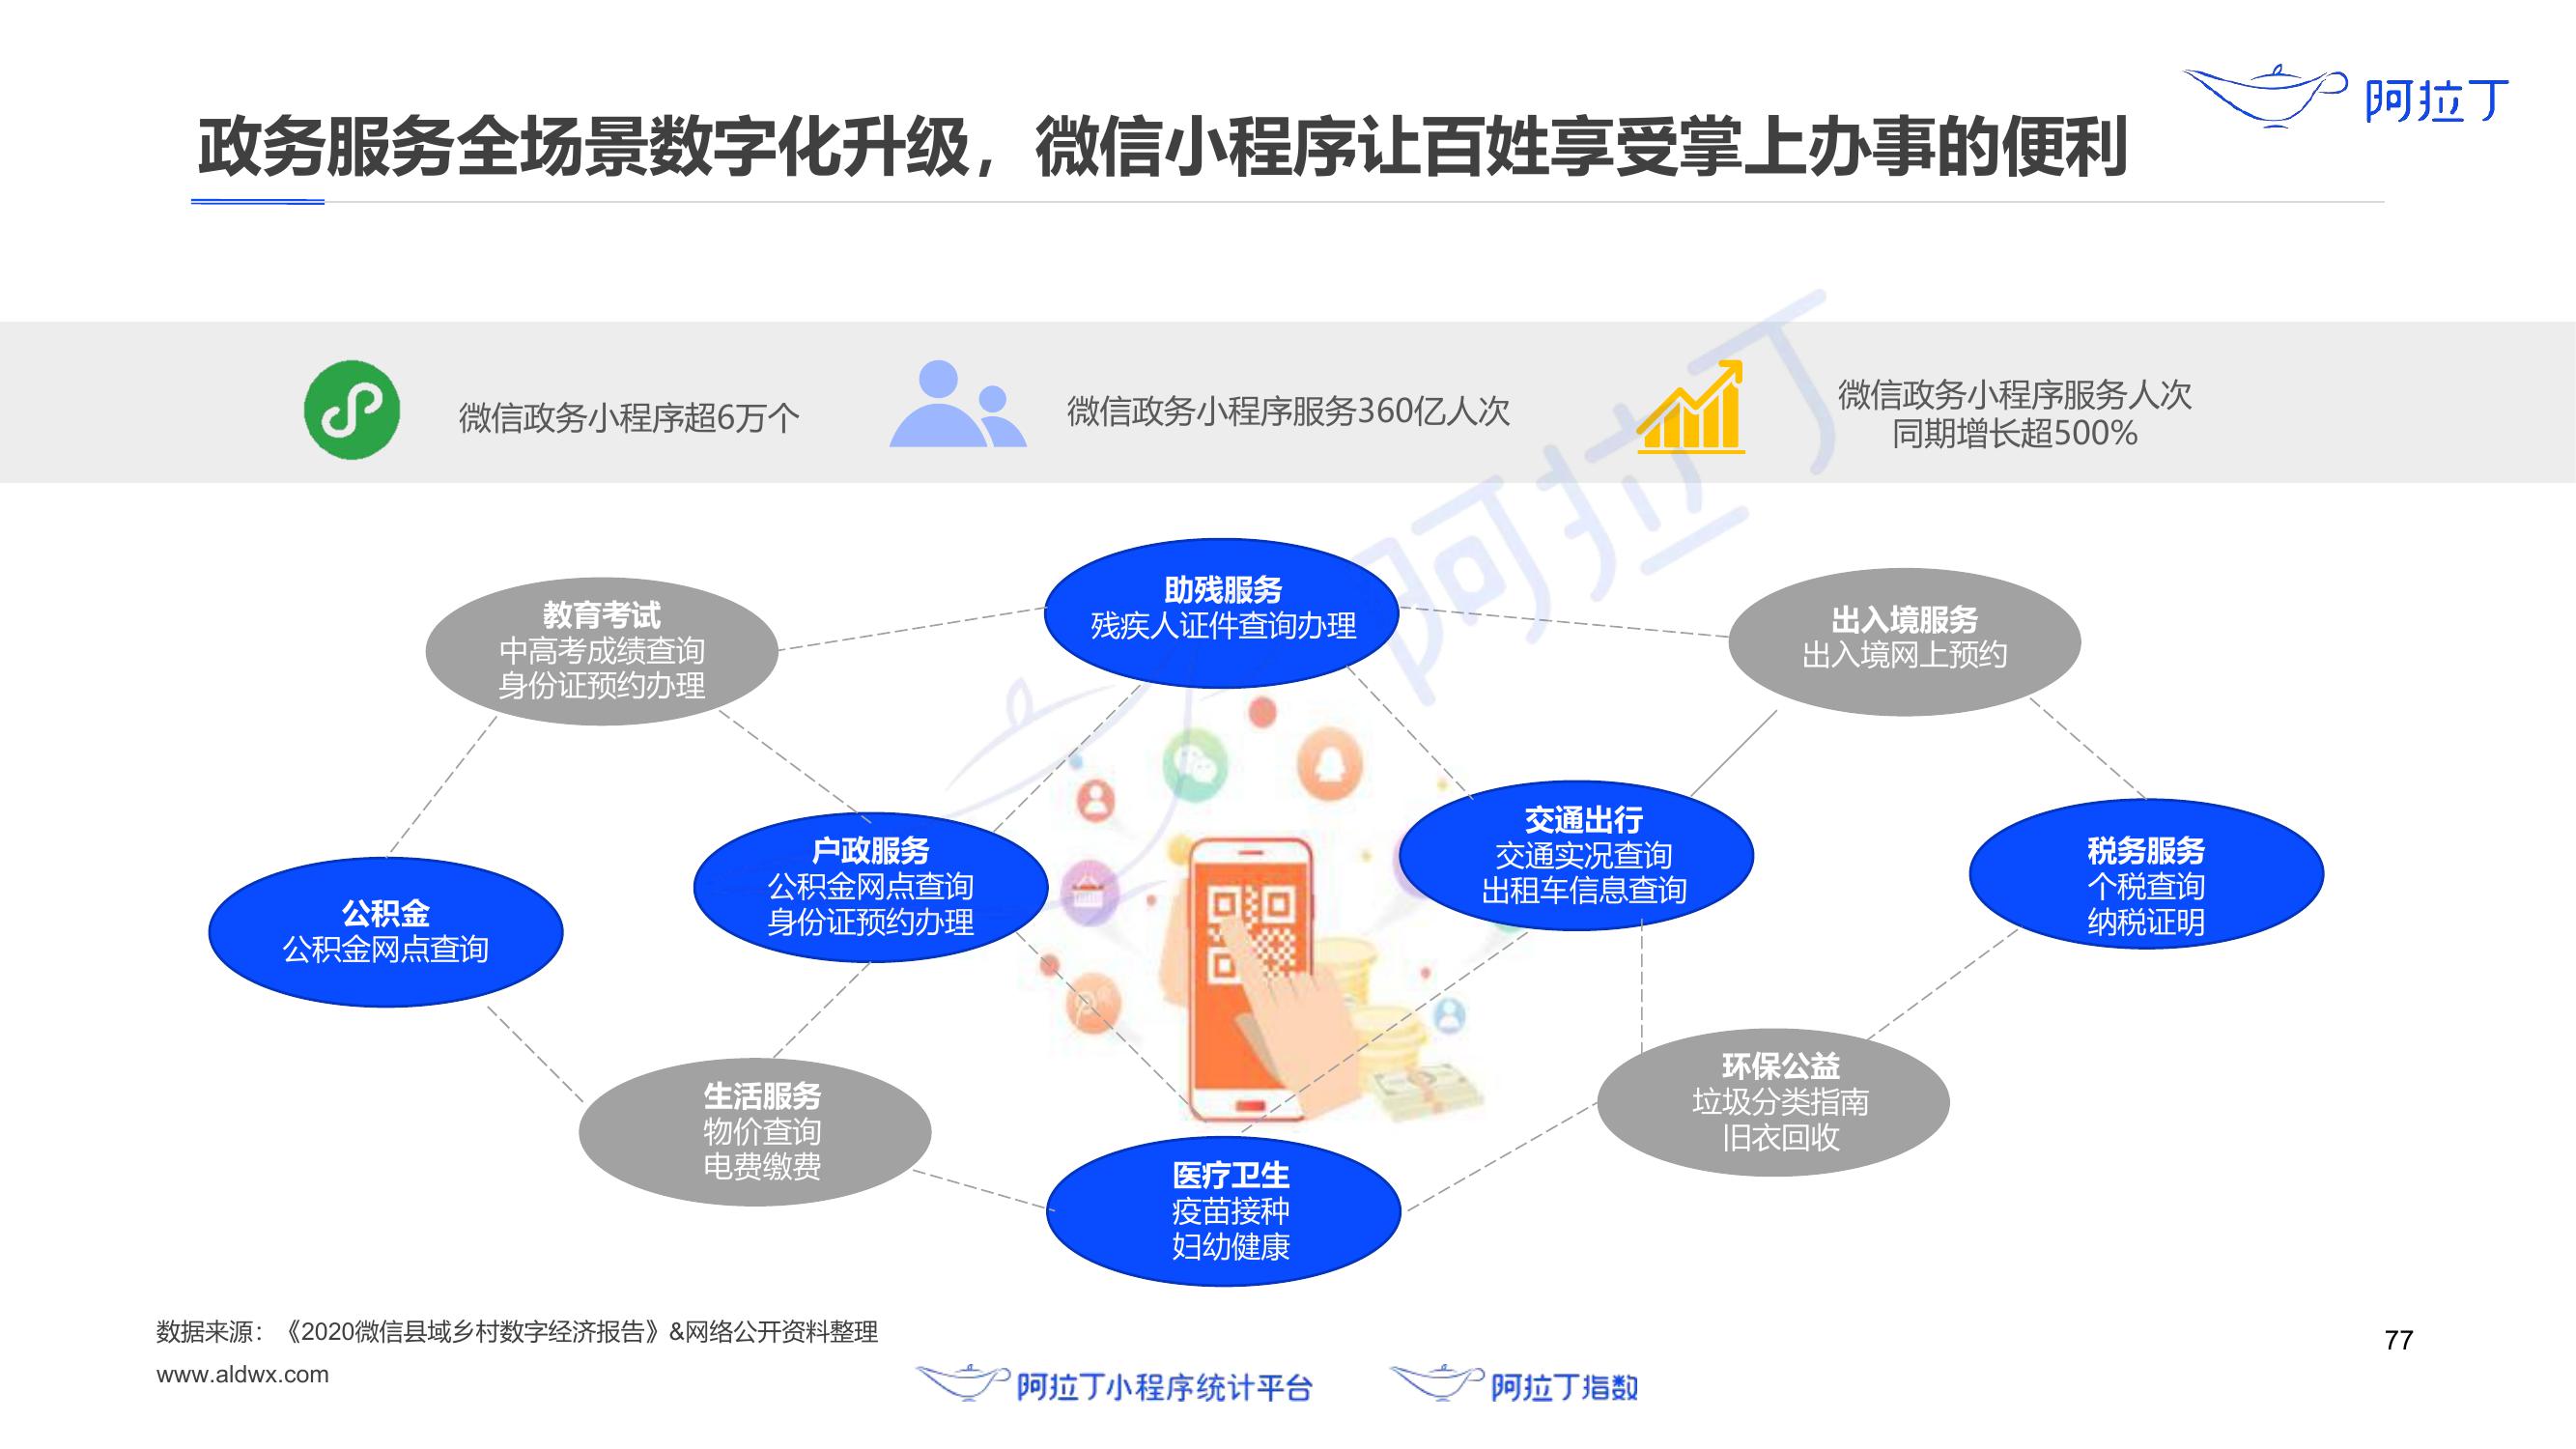 阿拉丁
政务服务全场景数字化升级，微信小程序让百姓享受掌上办事的便利
微信政务小程序超6万个
微信政务小程序服务360亿人次
微信政务小程序服务人次
同期增长超500%
阿拉丁
教育考试
中高考成绩查询
身份证预约办理
助残服务
残疾人证件查询办理
出入境服务
出入境网上预约
公积金
公积金网点查询
户政服务
公积金网点查询
身份证预约办理
交通出行
交通实况查询
出租车信息查询
税务服务
个税查询
纳税证明
生活服务
物价查询
电费缴费
医疗卫生
疫苗接种
妇幼健康
环保公益
垃圾分类指南
旧衣回收
数据来源：《2020微信县域乡村数字经济报告》&网络公开资料整理
77
www.aldwx.com
阿拉丁小程序统计平台
阿拉丁指数